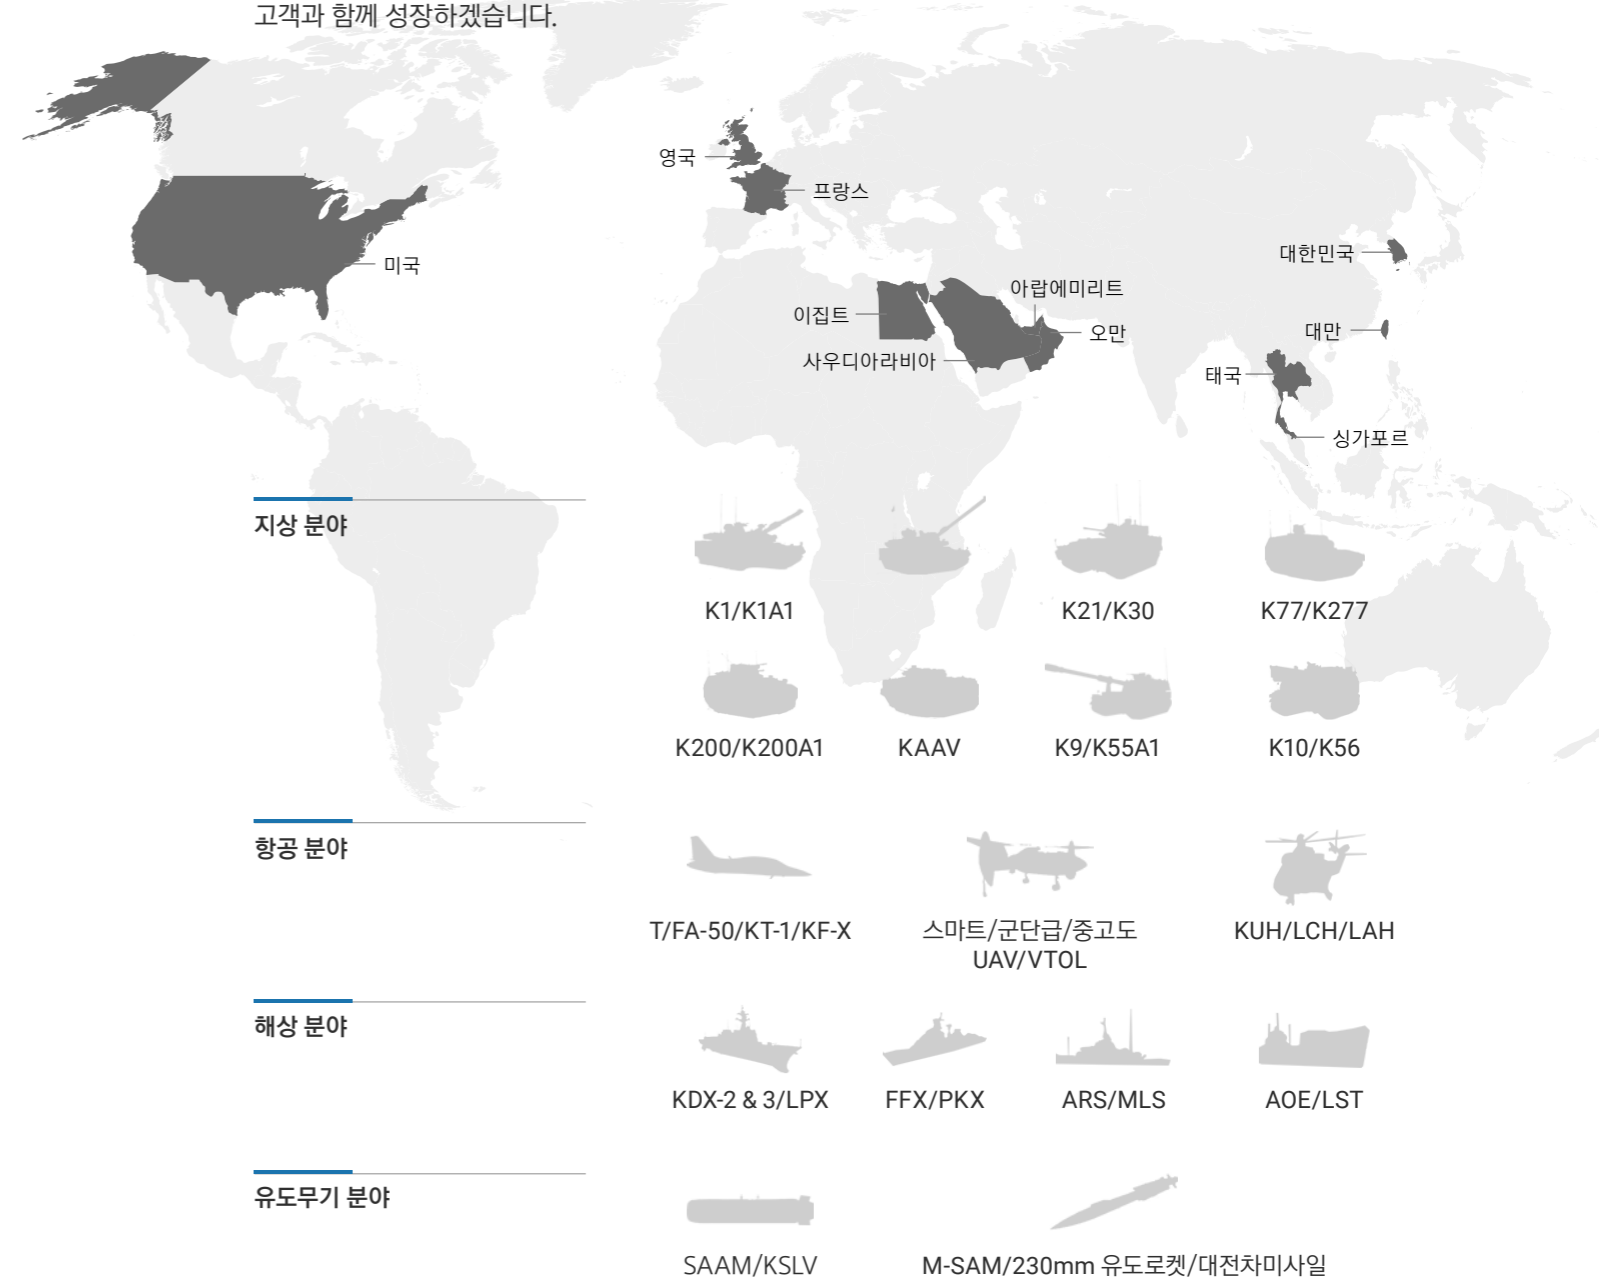 고객과 함께 성장하겠습니다.
영국
프랑스
미국
대한민국
아랍에미리트
이집트
오만
대만
사우디아라비아
태국
싱가포르
지상 분야
K1/K1A1
K21/K30
K77/K277
K200/K200A1
KAAV
K9/K55A1
K10/K56
항공 분야
T/FA-50/KT-1/KF-X
스마트/군단급/중고도
UAV/VTOL
KUH/LCH/LAH
해상 분야
KDX-2 & 3/LPX
FFX/PKX
ARS/MLS
AOE/LST
유도무기 분야
SAAM/KSLV
M-SAM/230mm 유도로켓/대전차미사일